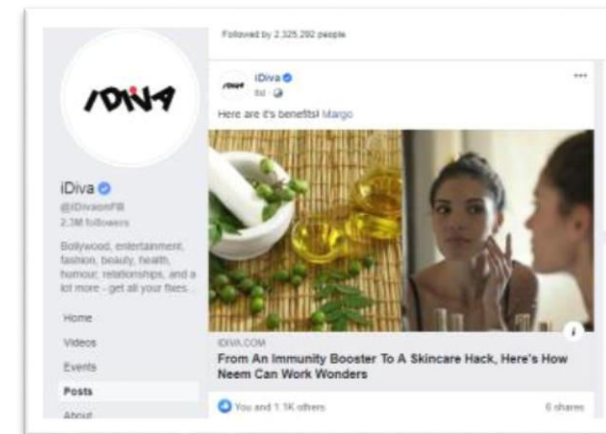 Followed by 2,325,292 people
iDIVA
iDiva
@iDivaonFB
2.3M followers
Bollywood, entertainment,
fashion, beauty, health,
humour, relationships, and a
lot more - get all your fixes...
Home
Videos
Events
Posts
About
iDIVA
iDiva
Here are it's benefits! Margo
IDIVA.COM
From An Immunity Booster To A Skincare Hack, Here's How
Neem Can Work Wonders
You and 1.1K others
6 shares